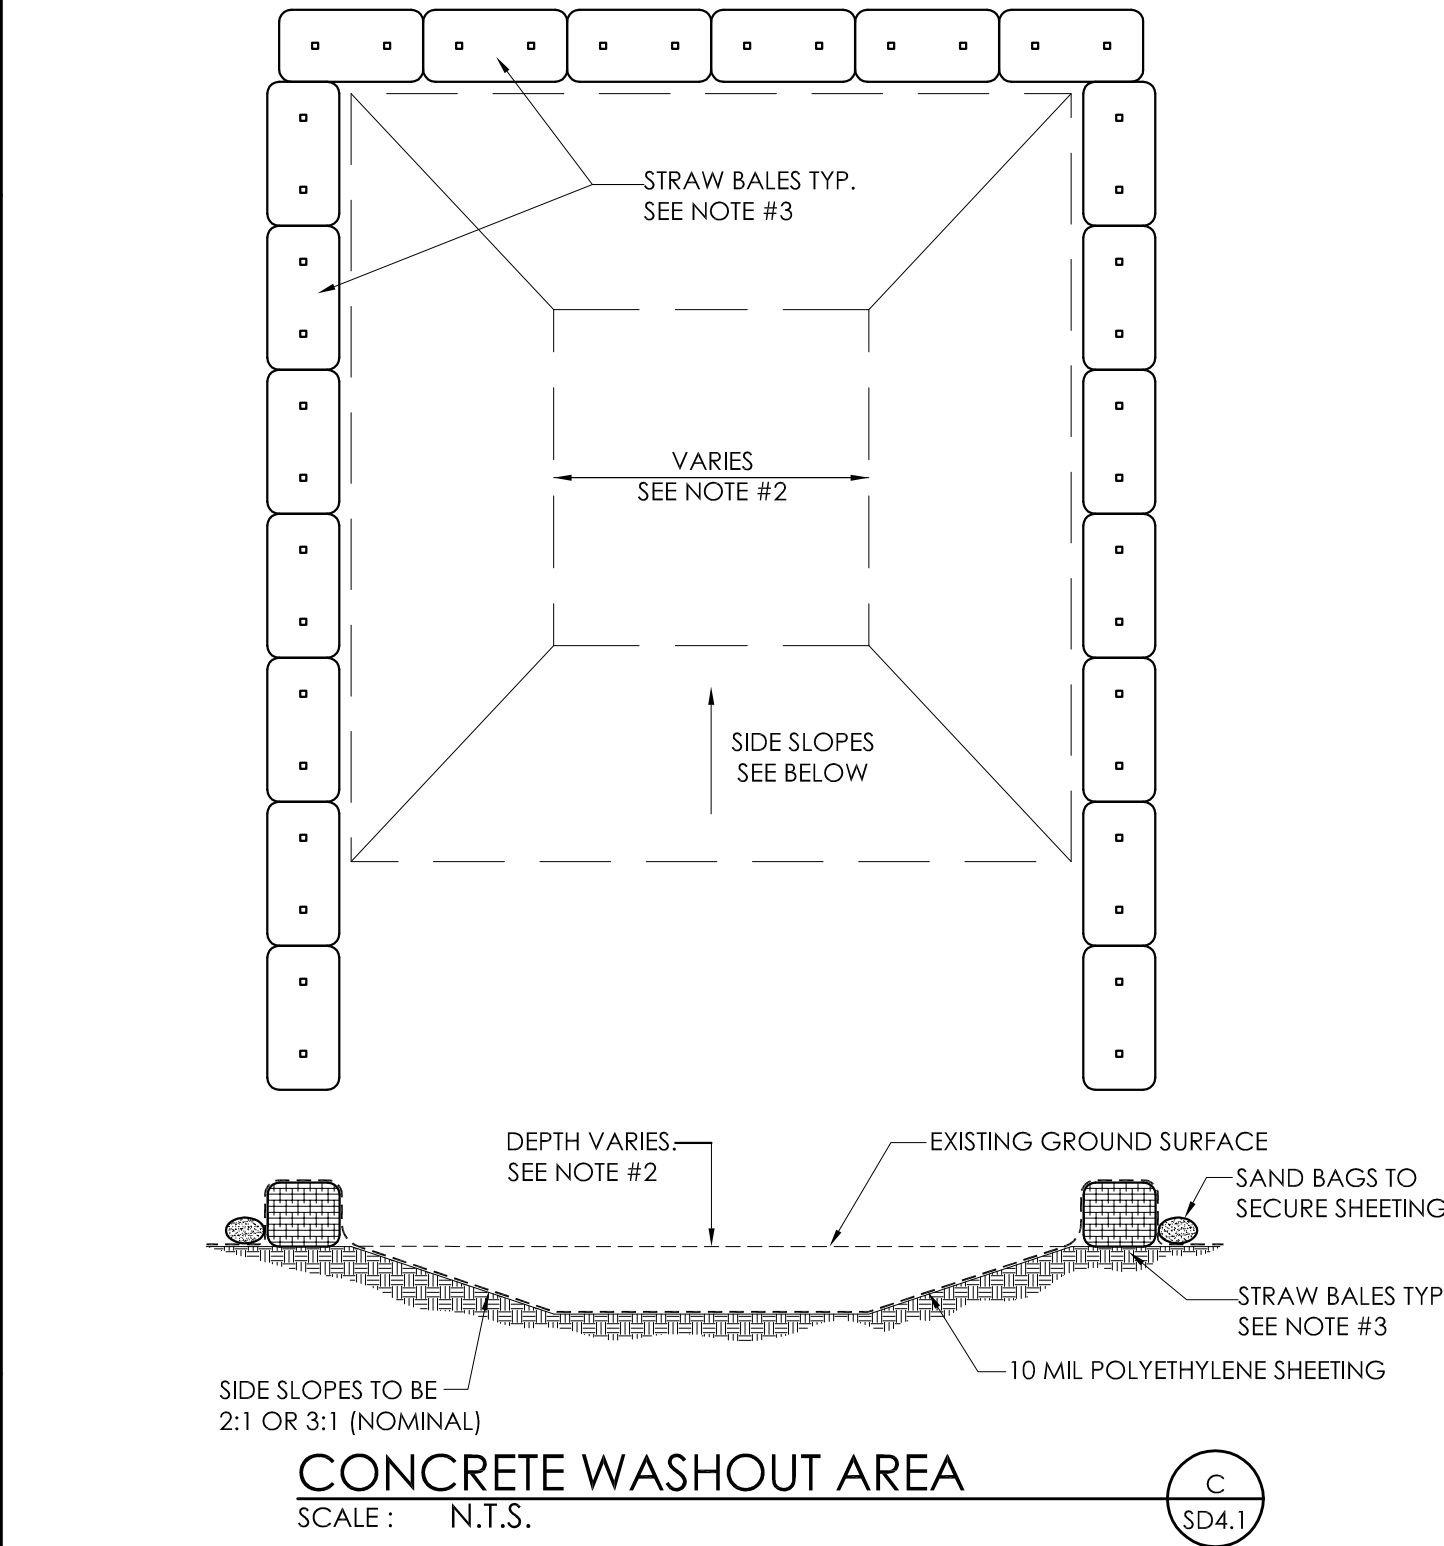 STRAW BALES TYP.
SEE NOTE #3
VARIES
SEE NOTE #2
SIDE SLOPES
SEE BELOW
DEPTH VARIES.
SEE NOTE #2
EXISTING GROUND SURFACE
SAND BAGS TO
SECURE SHEETING
STRAW BALES TYP
SEE NOTE #3
10 MIL POLYETHYLENE SHEETING
SIDE SLOPES TO BE
2:1 OR 3:1 (NOMINAL)
CONCRETE WASHOUT AREA
SCALE : N.T.S.
C
SD4.1